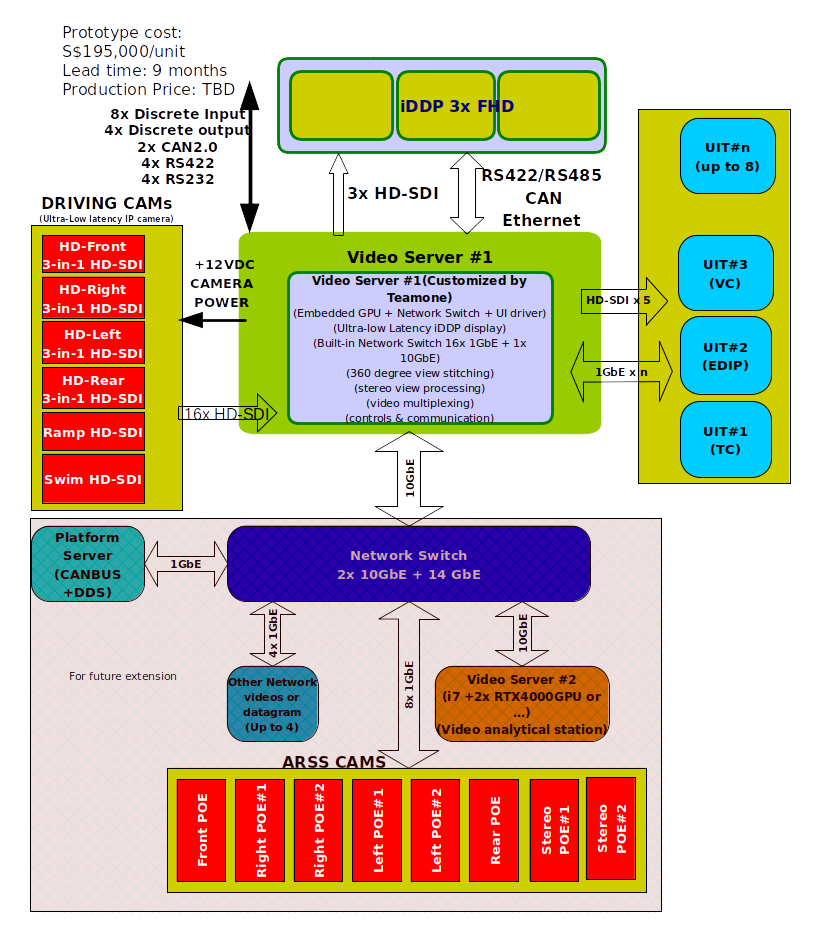 Prototype cost:
S$195,000/unit
Lead time: 9 months
Production Price: TBD
8x Discrete Input
4x Discrete output
2x CAN2.0
4x RS422
4x RS232
iDDP 3x FHD
3x HD-SDI
RS422/RS485
CAN
Ethernet
DRIVING CAMs
(Ultra-Low latency IP camera)
HD-Front
3-in-1 HD-SDI
HD-Right
3-in-1 HD-SDI
HD-Left
3-in-1 HD-SDI
HD-Rear
3-in-1 HD-SDI
Ramp HD-SDI
Swim HD-SDI
+12VDC
CAMERA
POWER
16x HD-SDI
Video Server #1
Video Server #1(Customized by
Teamone)
(Embedded GPU + Network Switch + UI driver)
(Ultra-low Latency iDDP display)
(Built-in Network Switch 16x 1GbE + 1x
10GbE)
(360 degree view stitching)
(stereo view processing)
(video multiplexing)
(controls & communication)
HD-SDI x 5
1GbE x n
UIT#n
(up to 8)
UIT#3
(VC)
UIT#2
(EDIP)
UIT#1
(TC)
10GbE
Platform
Server
(CANBUS
+DDS)
1GbE
Network Switch
2x 10GbE + 14 GbE
4x 1GbE
8x 1GbE
10GbE
For future extension
Other Network
videos or
datagram
(Up to 4)
Video Server #2
(i7 +2x RTX4000GPU or
...)
(Video analytical station)
ARSS CAMS
Front POE
Right POE#1
Right POE#2
Left POE#1
Left POE#2
Rear POE
Stereo
POE#1
Stereo
POE#2